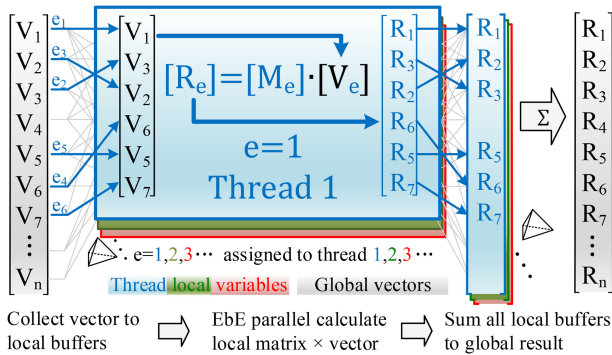 V1
V2
V3
V4
V5
V6
V7
⋮
Vn
e1
e3
e2
e5
e4
e6
V1
V3
V2
V6
V5
V7
[Re]=[Me]·[Ve]
e=1
Thread 1
R1
R3
R2
R6
R5
R7
R1
R2
R3
R5
R6
R7
Σ
R1
R2
R3
R4
R5
R6
R7
⋮
Rn
e=1,2,3··· assigned to thread 1,2,3···
Thread local variables
Global vectors
Collect vector to
local buffers
EbE parallel calculate
local matrix × vector
Sum all local buffers
to global result